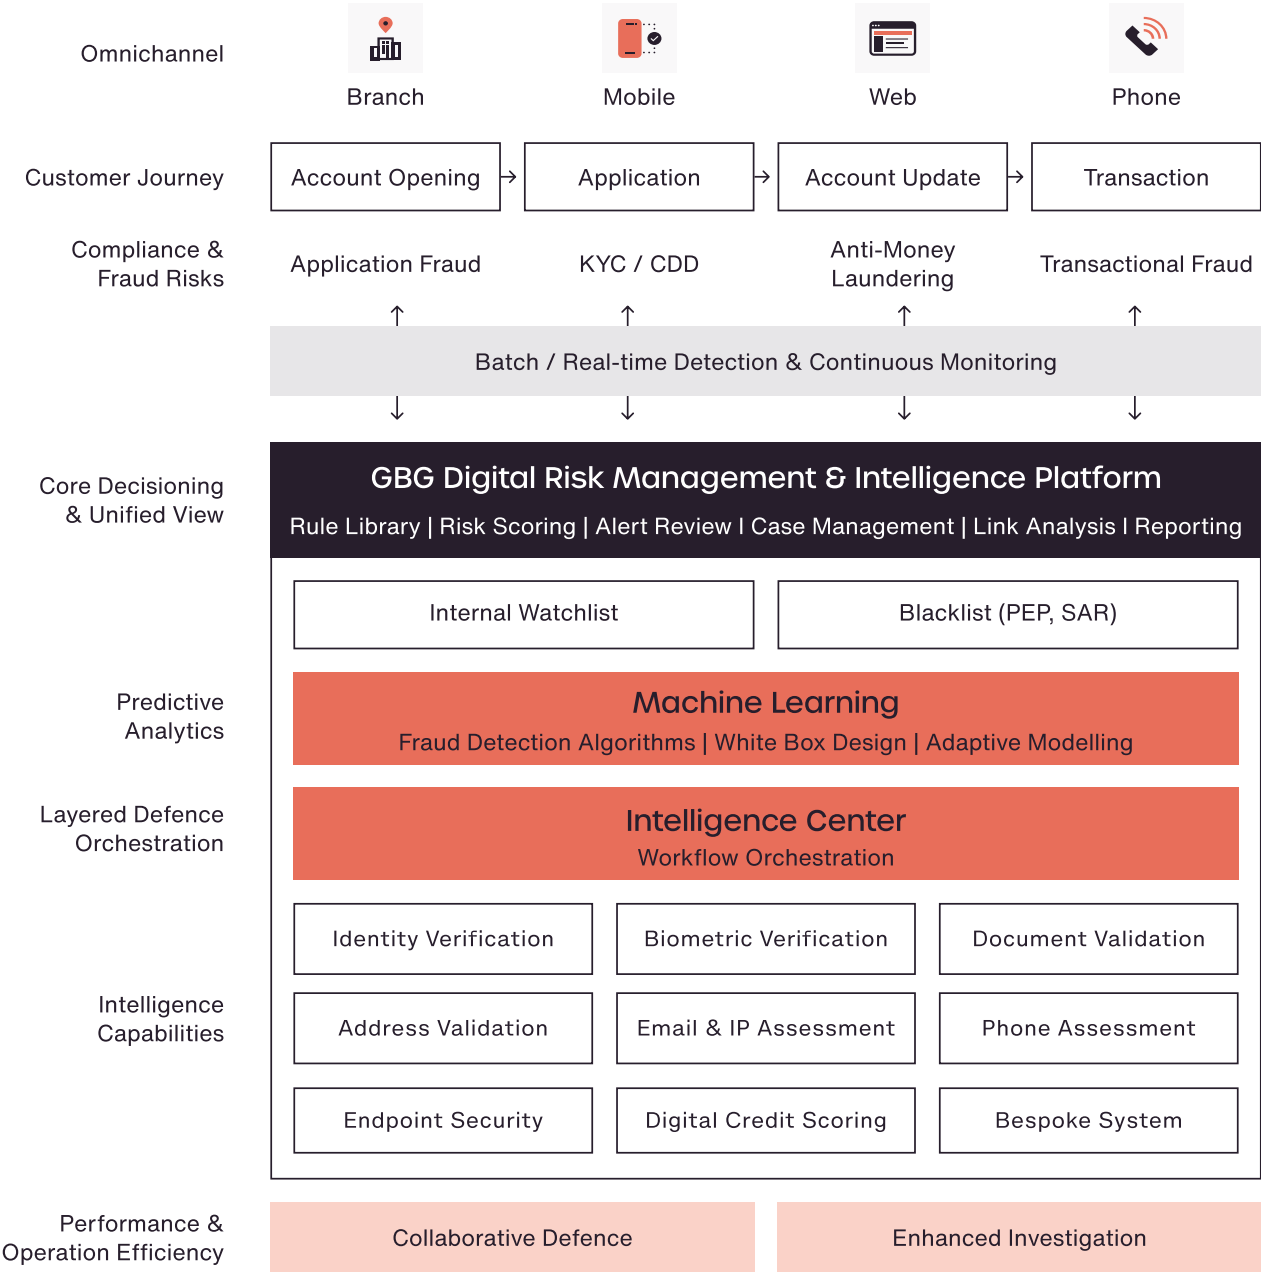 Omnichannel
Branch
Mobile
Web
Phone
Customer Journey
Account Opening
Application
Account Update
Transaction
Compliance &
Fraud Risks
Application Fraud
KYC / CDD
Anti-Money
Laundering
Transactional Fraud
Batch / Real-time Detection & Continuous Monitoring
Core Decisioning
& Unified View
GBG Digital Risk Management & Intelligence Platform
Rule Library | Risk Scoring | Alert Review I Case Management | Link Analysis I Reporting
Internal Watchlist
Blacklist (PEP, SAR)
Predictive
Analytics
Machine Learning
Fraud Detection Algorithms | White Box Design | Adaptive Modelling
Layered Defence
Orchestration
Intelligence Center
Workflow Orchestration
Intelligence
Capabilities
Identity Verification
Biometric Verification
Document Validation
Address Validation
Email & IP Assessment
Phone Assessment
Endpoint Security
Digital Credit Scoring
Bespoke System
Performance &
Operation Efficiency
Collaborative Defence
Enhanced Investigation